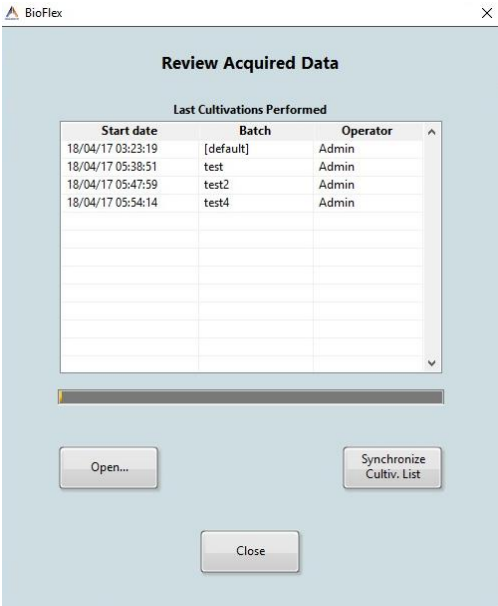 BioFlex
Review Acquired Data
Last Cultivations Performed
Start date Batch Operator
18/04/17 03:23:19 [default] Admin
18/04/17 05:38:51 test Admin
18/04/17 05:47:59 test2 Admin
18/04/17 05:54:14 test4 Admin
Open...
Synchronize
Cultiv. List
Close